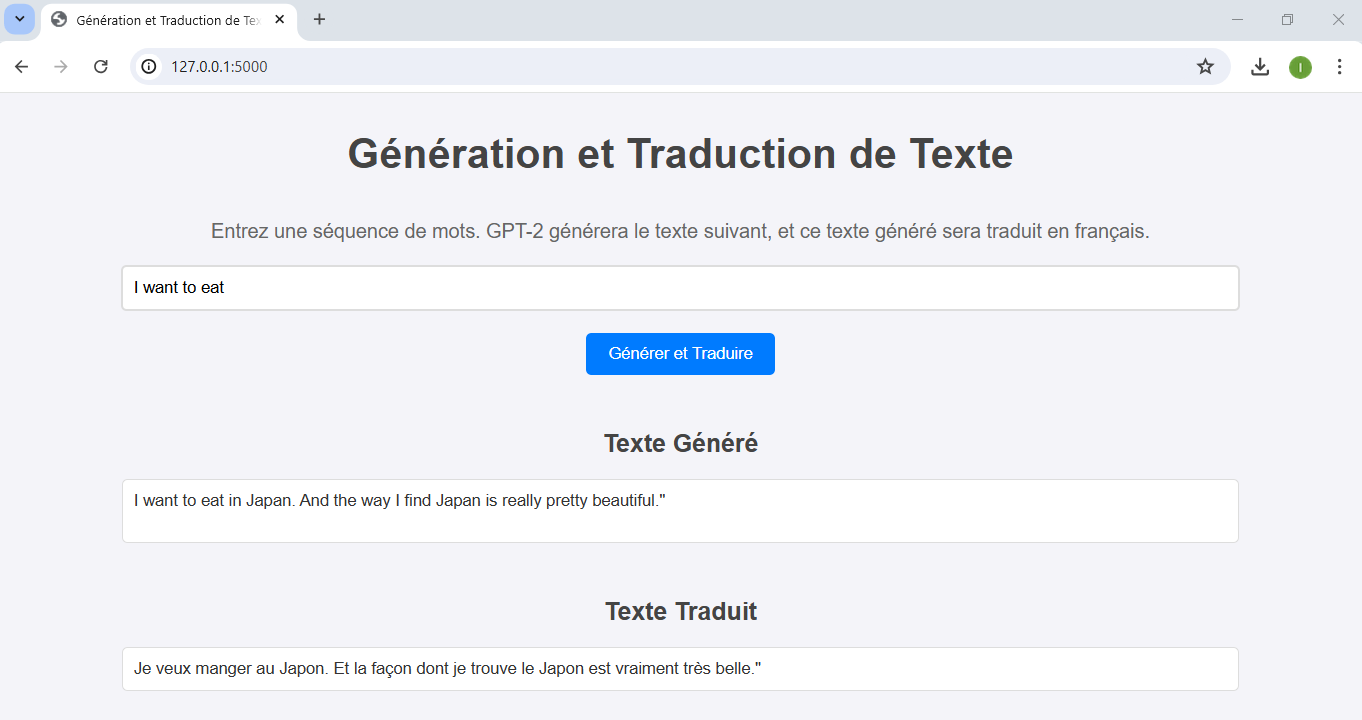 Génération et Traduction de Te
127.0.0.1:5000
I
Génération et Traduction de Texte
Entrez une séquence de mots. GPT-2 générera le texte suivant, et ce texte généré sera traduit en français.
I want to eat
Générer et Traduire
Texte Généré
I want to eat in Japan. And the way I find Japan is really pretty beautiful."
Texte Traduit
Je veux manger au Japon. Et la façon dont je trouve le Japon est vraiment très belle."